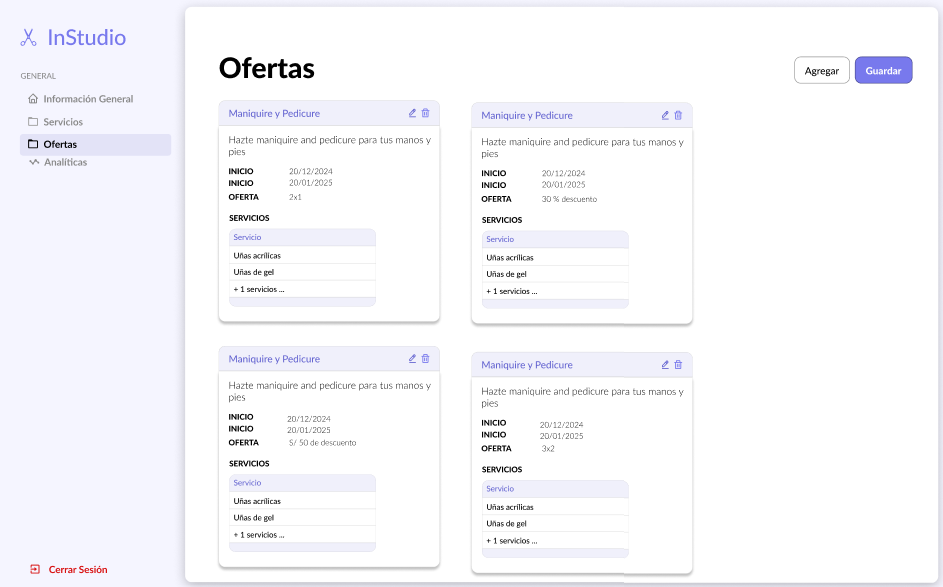 InStudio
GENERAL
Información General
Servicios
Ofertas
Analíticas
Cerrar Sesión
Ofertas
Agregar
Guardar
Maniquire y Pedicure
Hazte maniquire and pedicure para tus manos y
pies
INICIO 20/12/2024
INICIO 20/01/2025
OFERTA 2x1
SERVICIOS
Servicio
Uñas acrílicas
Uñas de gel
+ 1 servicios ...
Maniquire y Pedicure
Hazte maniquire and pedicure para tus manos y
pies
INICIO 20/12/2024
INICIO 20/01/2025
OFERTA 30 % descuento
SERVICIOS
Servicio
Uñas acrílicas
Uñas de gel
+ 1 servicios ...
Maniquire y Pedicure
Hazte maniquire and pedicure para tus manos y
pies
INICIO 20/12/2024
INICIO 20/01/2025
OFERTA S/ 50 de descuento
SERVICIOS
Servicio
Uñas acrílicas
Uñas de gel
+ 1 servicios ...
Maniquire y Pedicure
Hazte maniquire and pedicure para tus manos y
pies
INICIO 20/12/2024
INICIO 20/01/2025
OFERTA 3x2
SERVICIOS
Servicio
Uñas acrílicas
Uñas de gel
+ 1 servicios ...